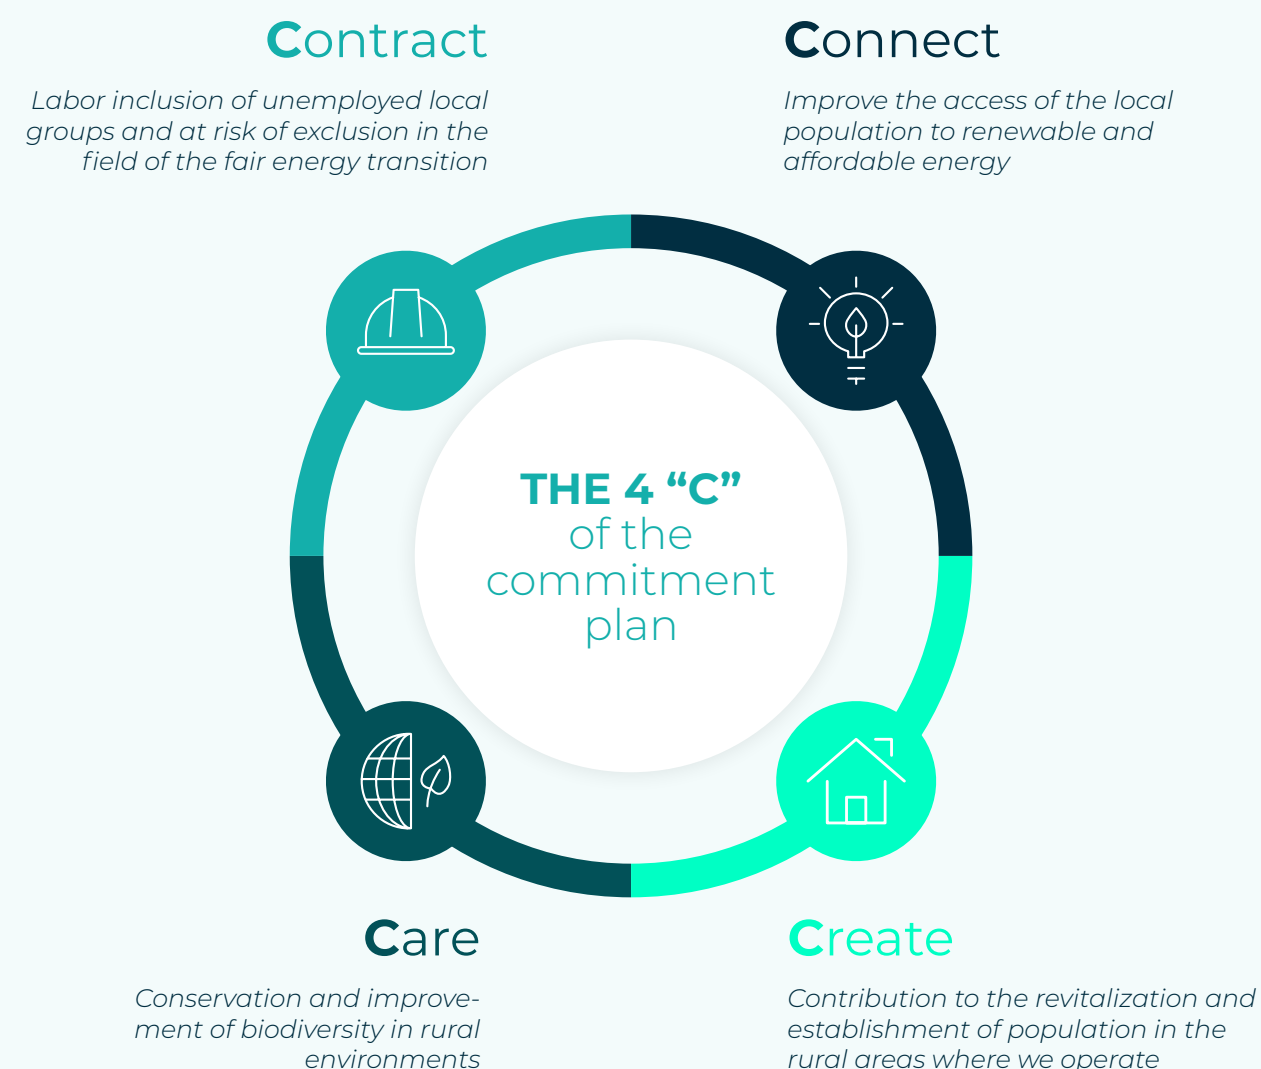 Contract
Labor inclusion of unemployed local
groups and at risk of exclusion in the
field of the fair energy transition
Connect
Improve the access of the local
population to renewable and
affordable energy
THE 4 “C”
of the
commitment
plan
Care
Conservation and improve-
ment of biodiversity in rural
environments
Create
Contribution to the revitalization and
establishment of population in the
rural areas where we operate